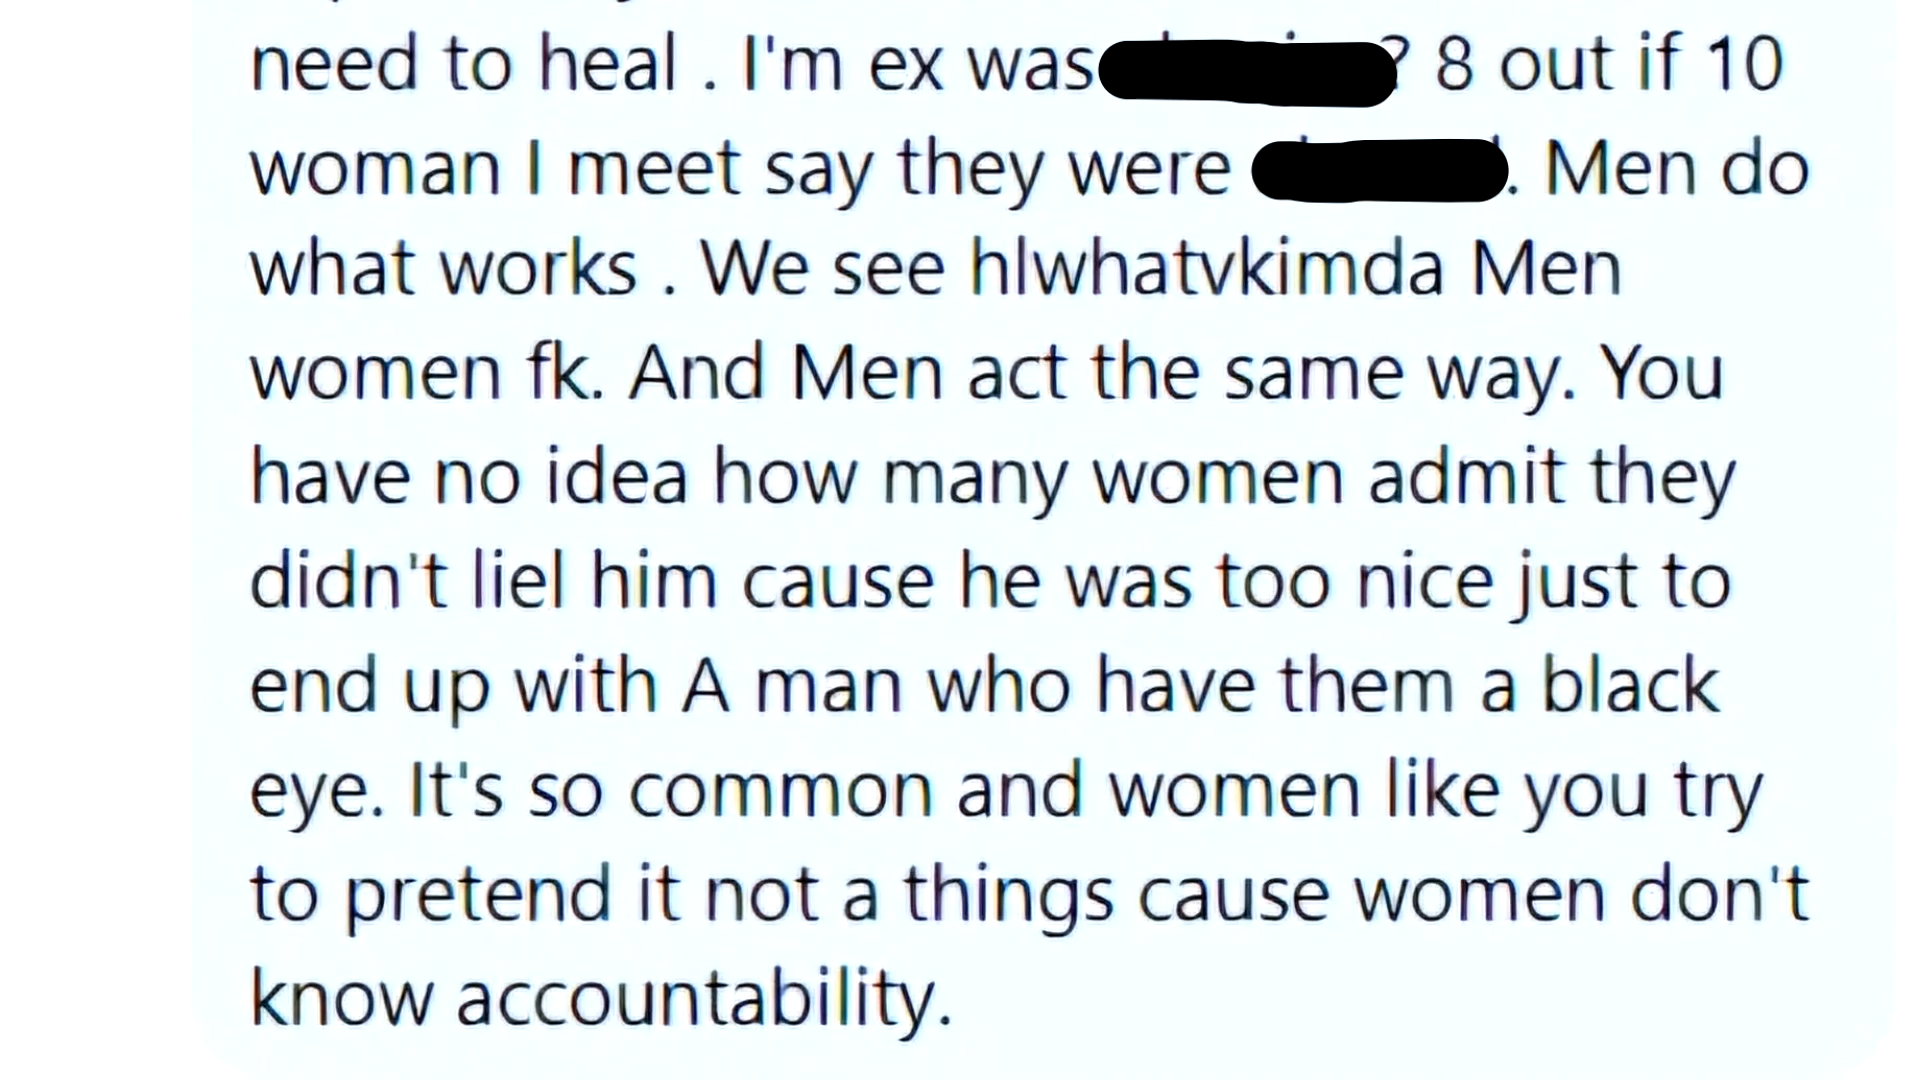 need to heal . I'm ex was ? 8 out if 10
woman I meet say they were . Men do
what works . We see hlwhatvkimda Men
women fk. And Men act the same way. You
have no idea how many women admit they
didn't liel him cause he was too nice just to
end up with A man who have them a black
eye. It's so common and women like you try
to pretend it not a things cause women don't
know accountability.